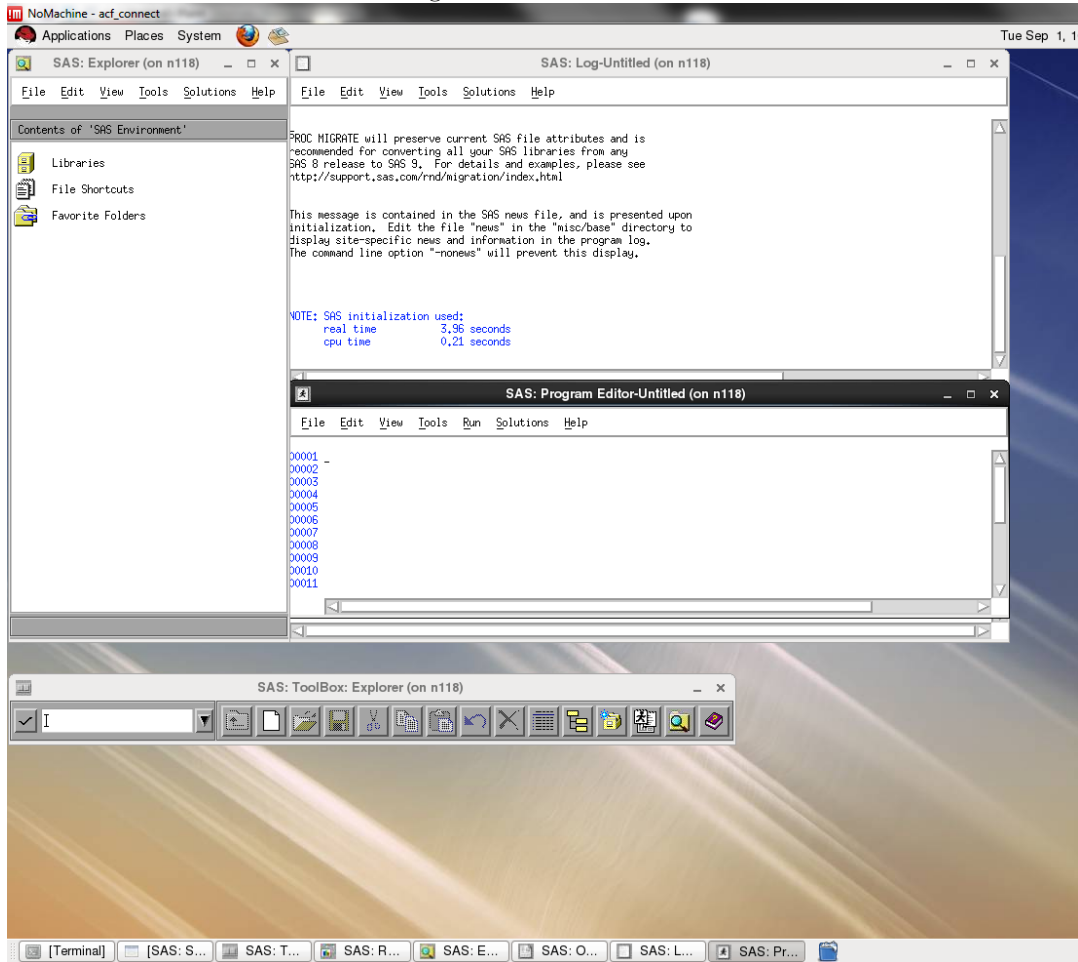 NoMachine - acf_connect
Applications Places System
Tue Sep 1, 1
SAS: Explorer (on n118)
File Edit View Tools Solutions Help
Contents of 'SAS Environment'
Libraries
File Shortcuts
Favorite Folders
SAS: Log-Untitled (on n118)
File Edit View Tools Solutions Help
PROC MIGRATE will preserve current SAS file attributes and is
recommended for converting all your SAS libraries from any
SAS 8 release to SAS 9. For details and examples, please see
http://support.sas.com/rnd/migration/index.html
This message is contained in the SAS news file, and is presented upon
initialization. Edit the file "news" in the "misc/base" directory to
display site-specific news and information in the program log.
The command line option "-nonews" will prevent this display.
NOTE: SAS initialization used:
real time 3.96 seconds
cpu time 0.21 seconds
SAS: Program Editor-Untitled (on n118)
File Edit View Tools Run Solutions Help
00001
00002
00003
00004
00005
00006
00007
00008
00009
00010
00011
SAS: ToolBox: Explorer (on n118)
[Terminal] [SAS: S... SAS: T... SAS: R... SAS: E... SAS: O... SAS: L... SAS: Pr...